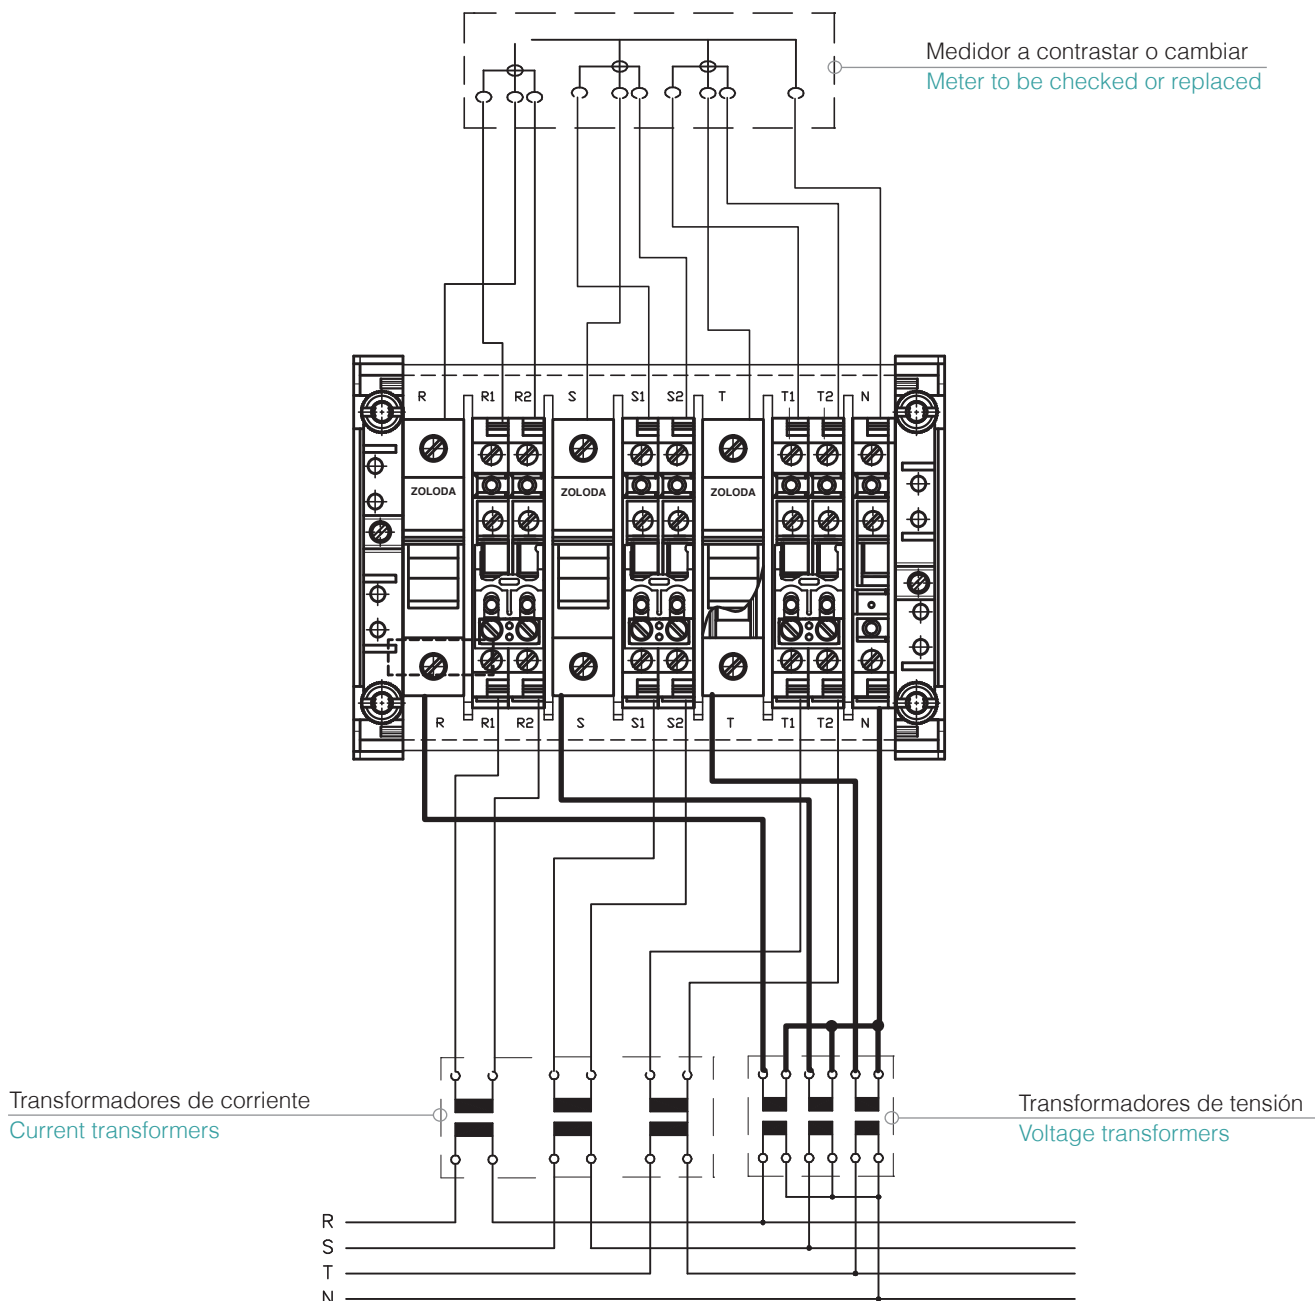 Medidor a contrastar o cambiar
Meter to be checked or replaced
R R1 R2 S S1 S2 T T1 T2 N
ZOLODA ZOLODA ZOLODA
R R1 R2 S S1 S2 T T1 T2 N
Transformadores de corriente
Current transformers
Transformadores de tensión
Voltage transformers
R
S
T
N